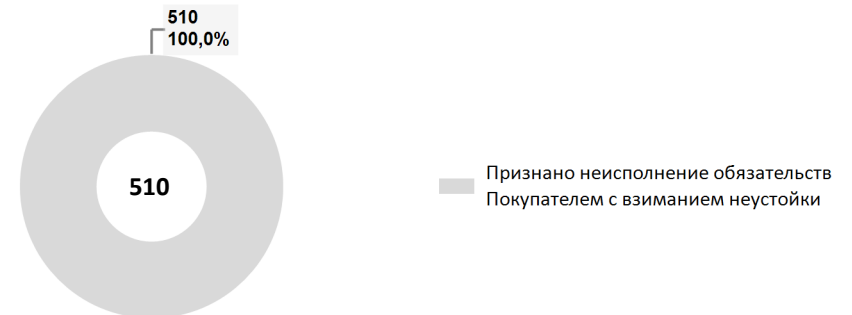 510
100,0%
510
Признано неисполнение обязательств
Покупателем с взиманием неустойки